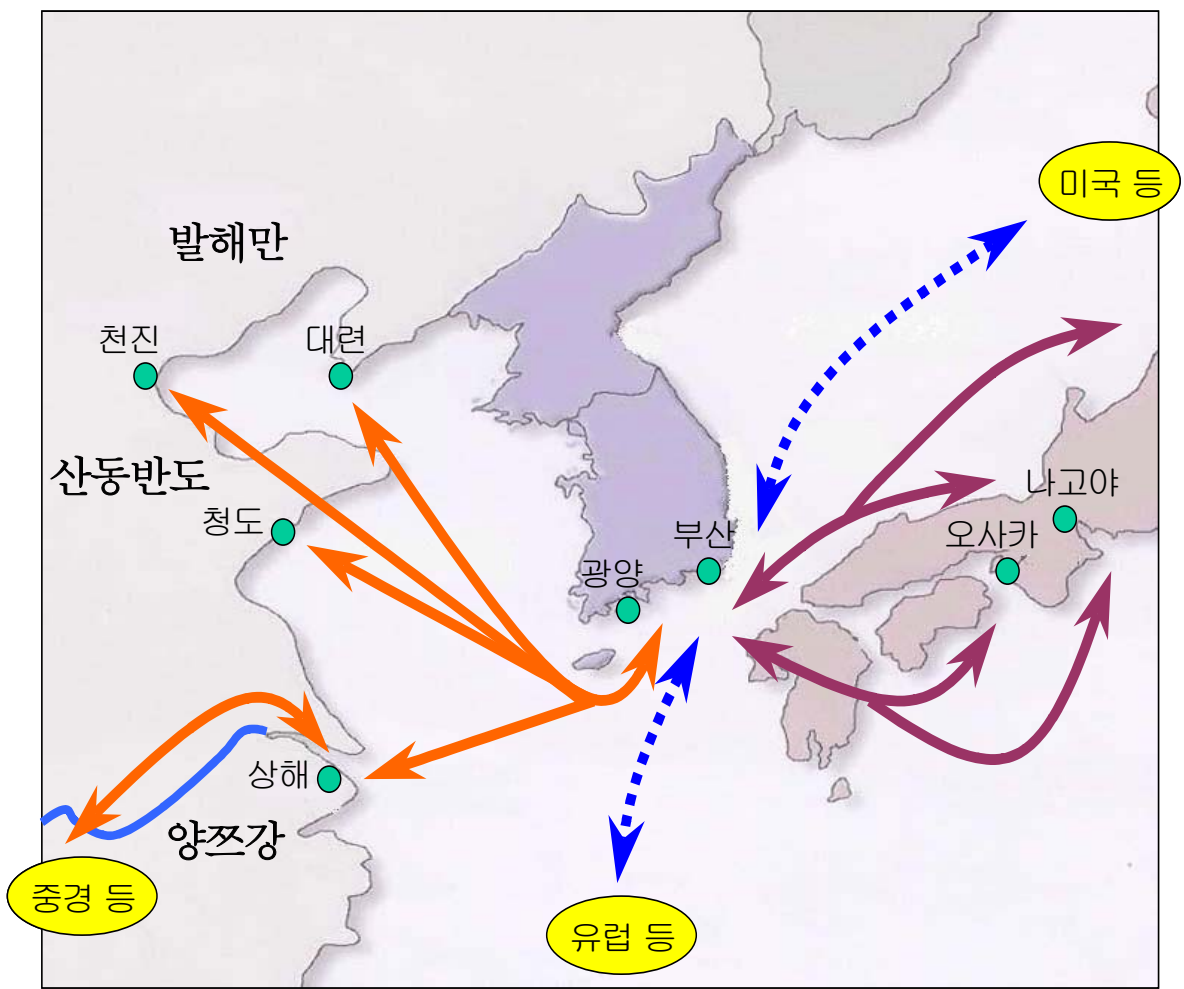 미국 등
발해만
천진
대련
산동반도
청도
나고야
부산
오사카
광양
상해
양쯔강
중경 등
유럽 등